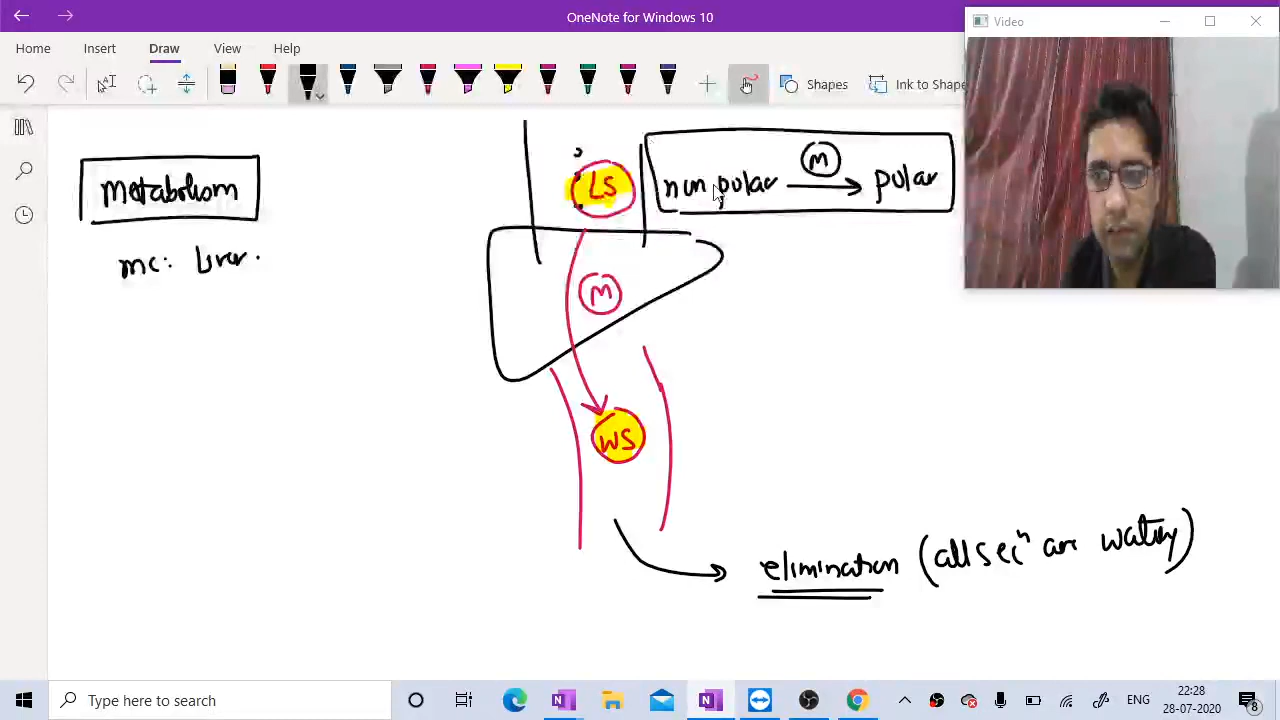 OneNote for Windows 10
Video
Home Insert Draw View Help
Shapes Ink to Shape
Metabolism
mc: Liver.
LS
non polar M polar
M
WS
elimination (all secⁿ are watery)
Type here to search
ENG
22:28
28-07-2020
8